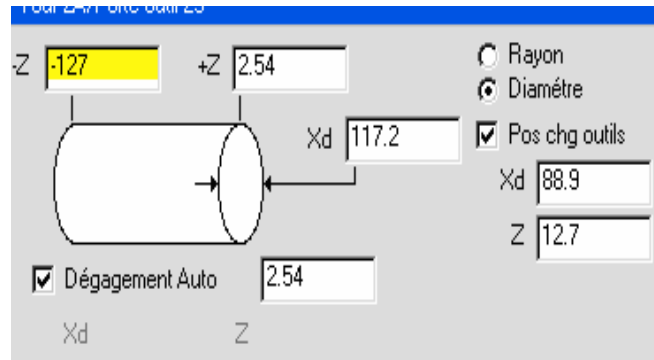 -Z -127 +Z 2.54
Rayon
Diamétre
Xd 117.2
Pos chg outils
Xd 88.9
Z 12.7
Dégagement Auto 2.54
Xd Z